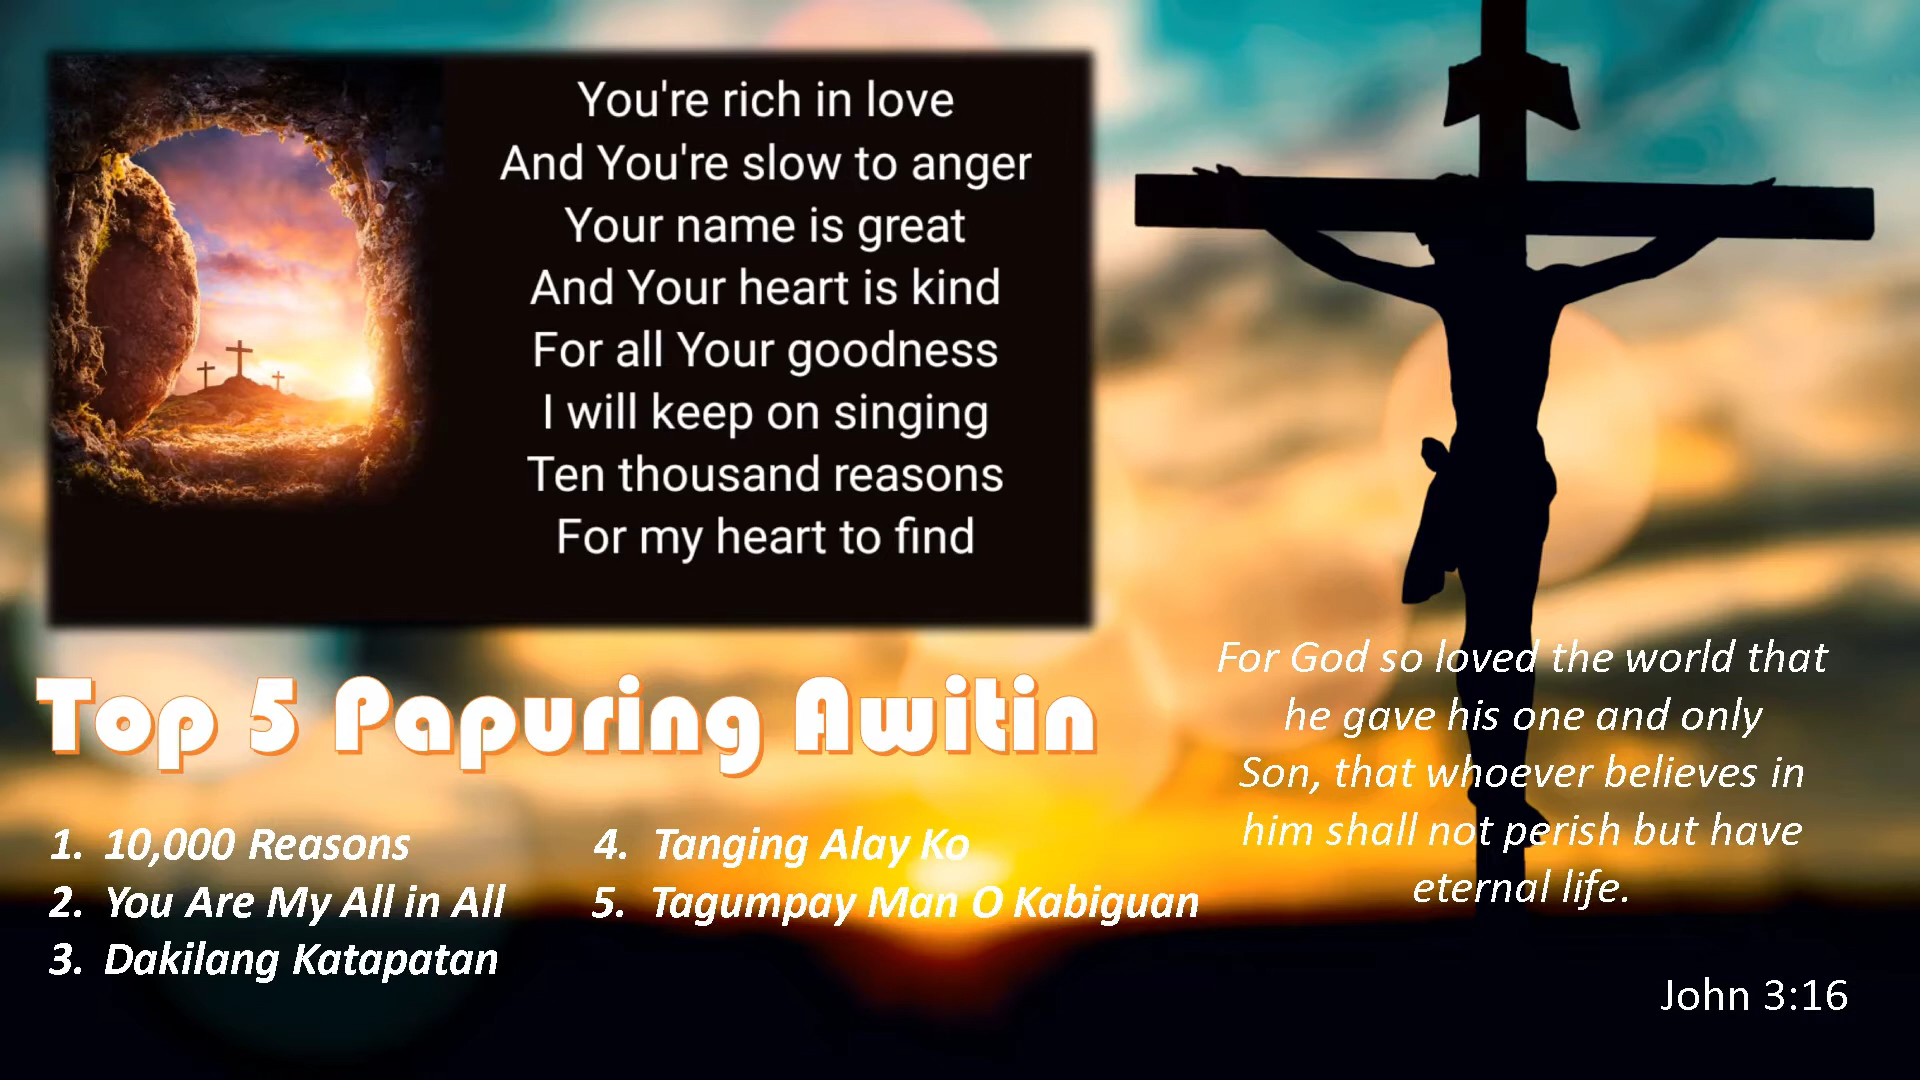 You're rich in love
And You're slow to anger
Your name is great
And Your heart is kind
For all Your goodness
I will keep on singing
Ten thousand reasons
For my heart to find
Top 5 Papuring Awitin
1. 10,000 Reasons
2. You Are My All in All
3. Dakilang Katapatan
4. Tanging Alay Ko
5. Tagumpay Man O Kabiguan
For God so loved the world that
he gave his one and only
Son, that whoever believes in
him shall not perish but have
eternal life.
John 3:16